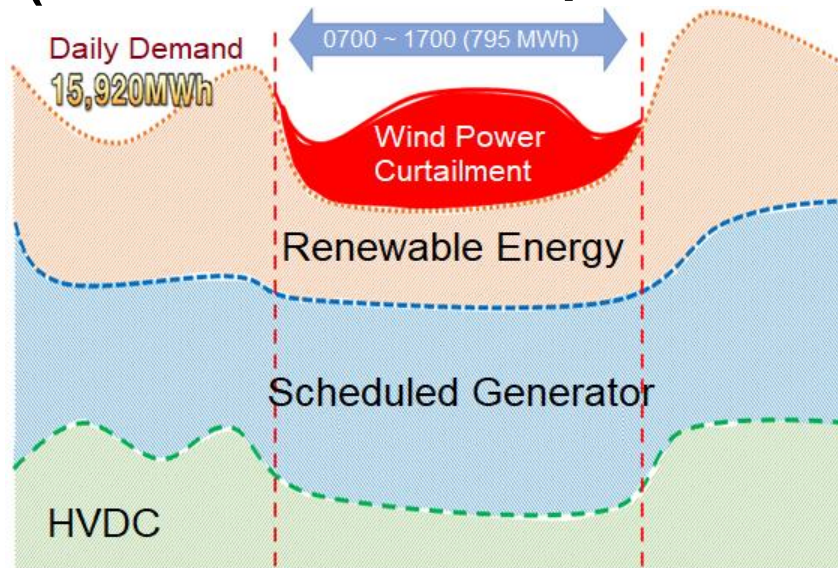 Daily Demand
15,920MWh
0700 ~ 1700 (795 MWh)
Wind Power
Curtailment
Renewable Energy
Scheduled Generator
HVDC